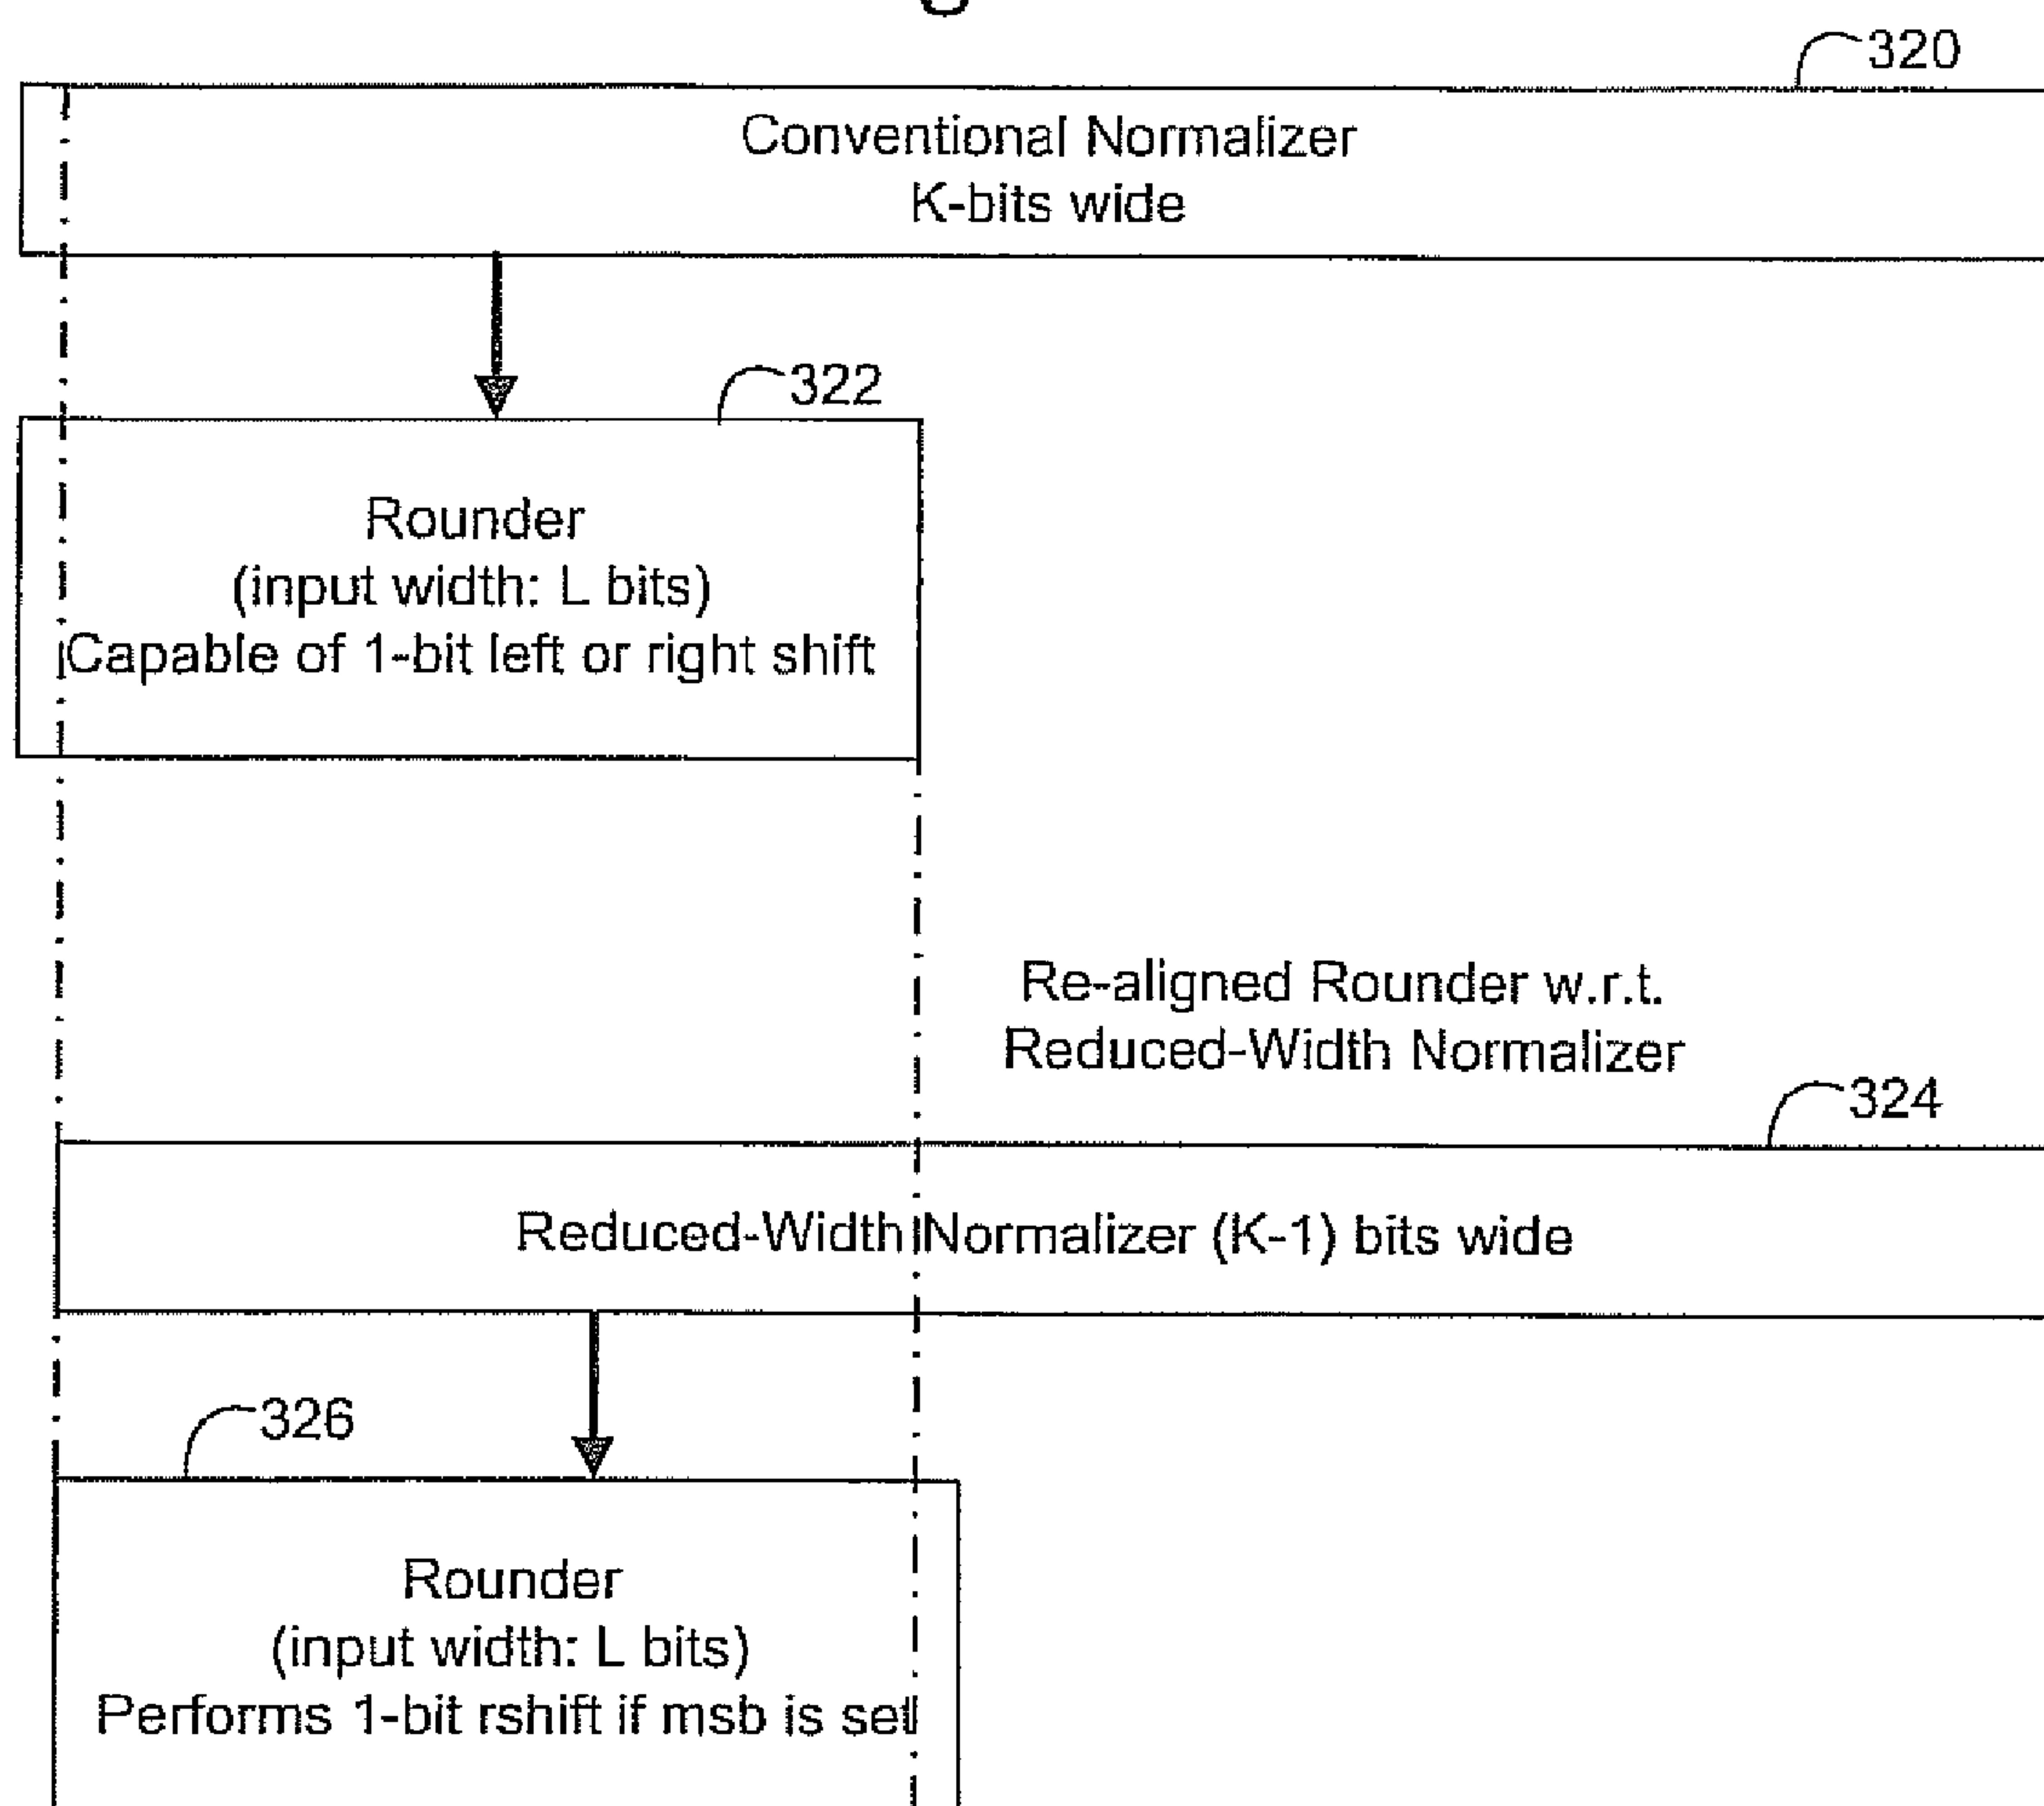 320
Conventional Normalizer
K-bits wide
322
Rounder
(input width: L bits)
Capable of 1-bit left or right shift
Re-aligned Rounder w.r.t.
Reduced-Width Normalizer
324
Reduced-Width Normalizer (K-1) bits wide
326
Rounder
(input width: L bits)
Performs 1-bit rshift if msb is set